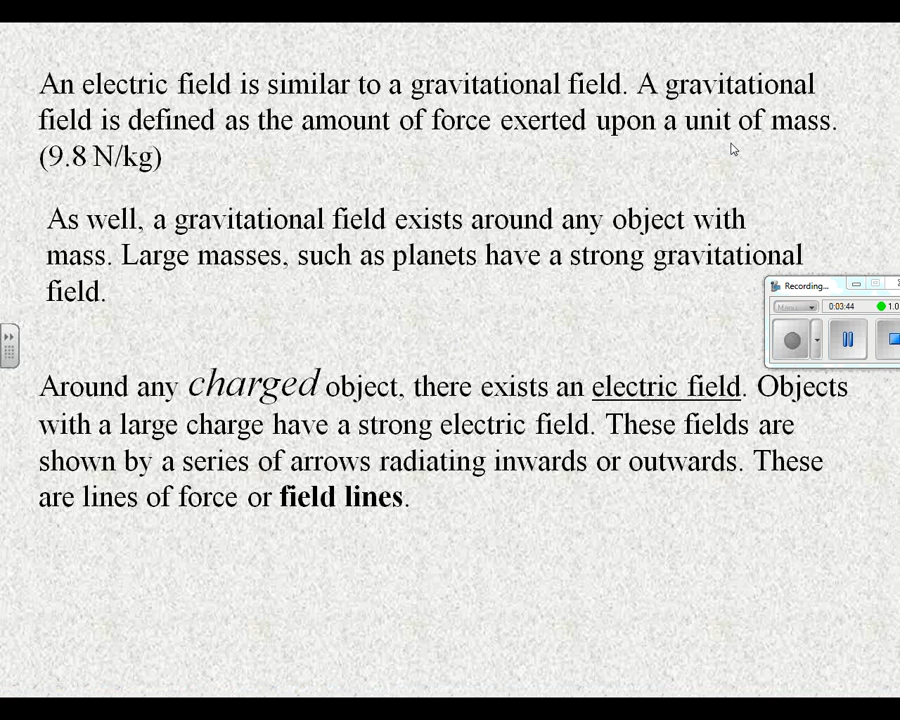 An electric field is similar to a gravitational field. A gravitational
field is defined as the amount of force exerted upon a unit of mass.
(9.8 N/kg)
As well, a gravitational field exists around any object with
mass. Large masses, such as planets have a strong gravitational
field.
Recording...
0:03:44
1.0
Around any charged object, there exists an electric field. Objects
with a large charge have a strong electric field. These fields are
shown by a series of arrows radiating inwards or outwards. These
are lines of force or field lines.